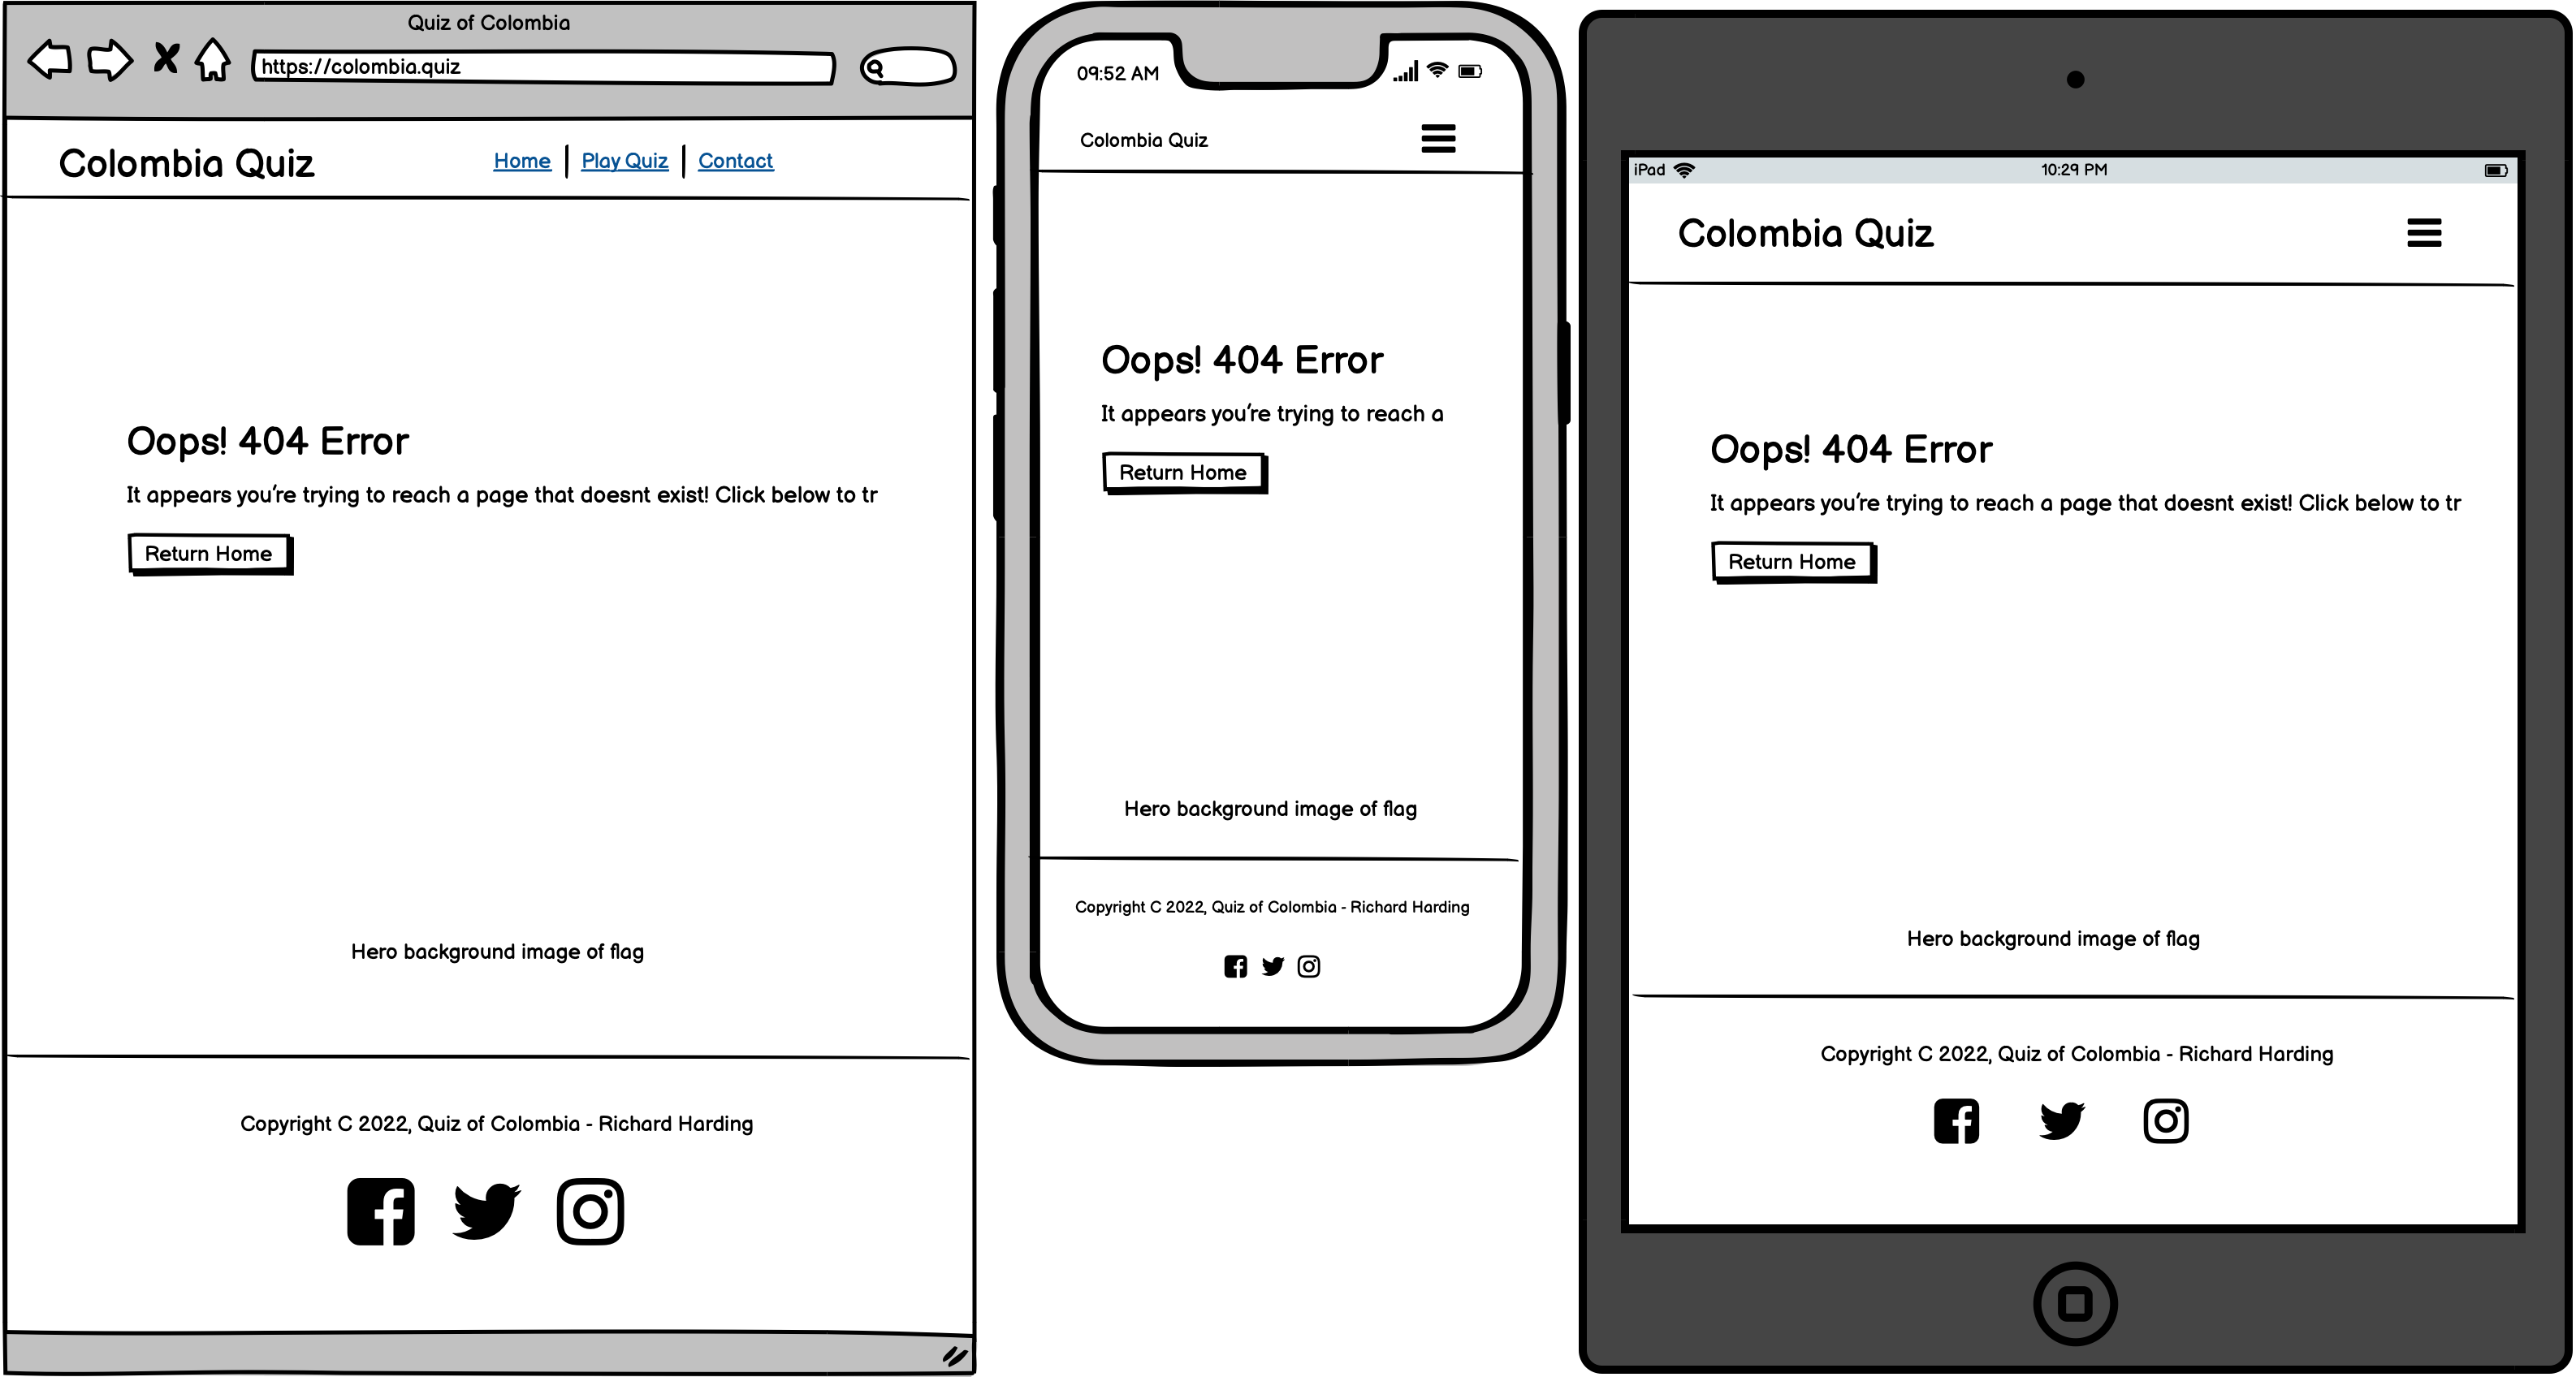 Quiz of Colombia
https://colombia.quiz
Colombia Quiz
Home | Play Quiz | Contact
Oops! 404 Error
It appears you're trying to reach a page that doesnt exist! Click below to tr
Return Home
Hero background image of flag
Copyright C 2022, Quiz of Colombia - Richard Harding
09:52 AM
Colombia Quiz
Oops! 404 Error
It appears you're trying to reach a
Return Home
Hero background image of flag
Copyright C 2022, Quiz of Colombia - Richard Harding
iPad 10:29 PM
Colombia Quiz
Oops! 404 Error
It appears you're trying to reach a page that doesnt exist! Click below to tr
Return Home
Hero background image of flag
Copyright C 2022, Quiz of Colombia - Richard Harding